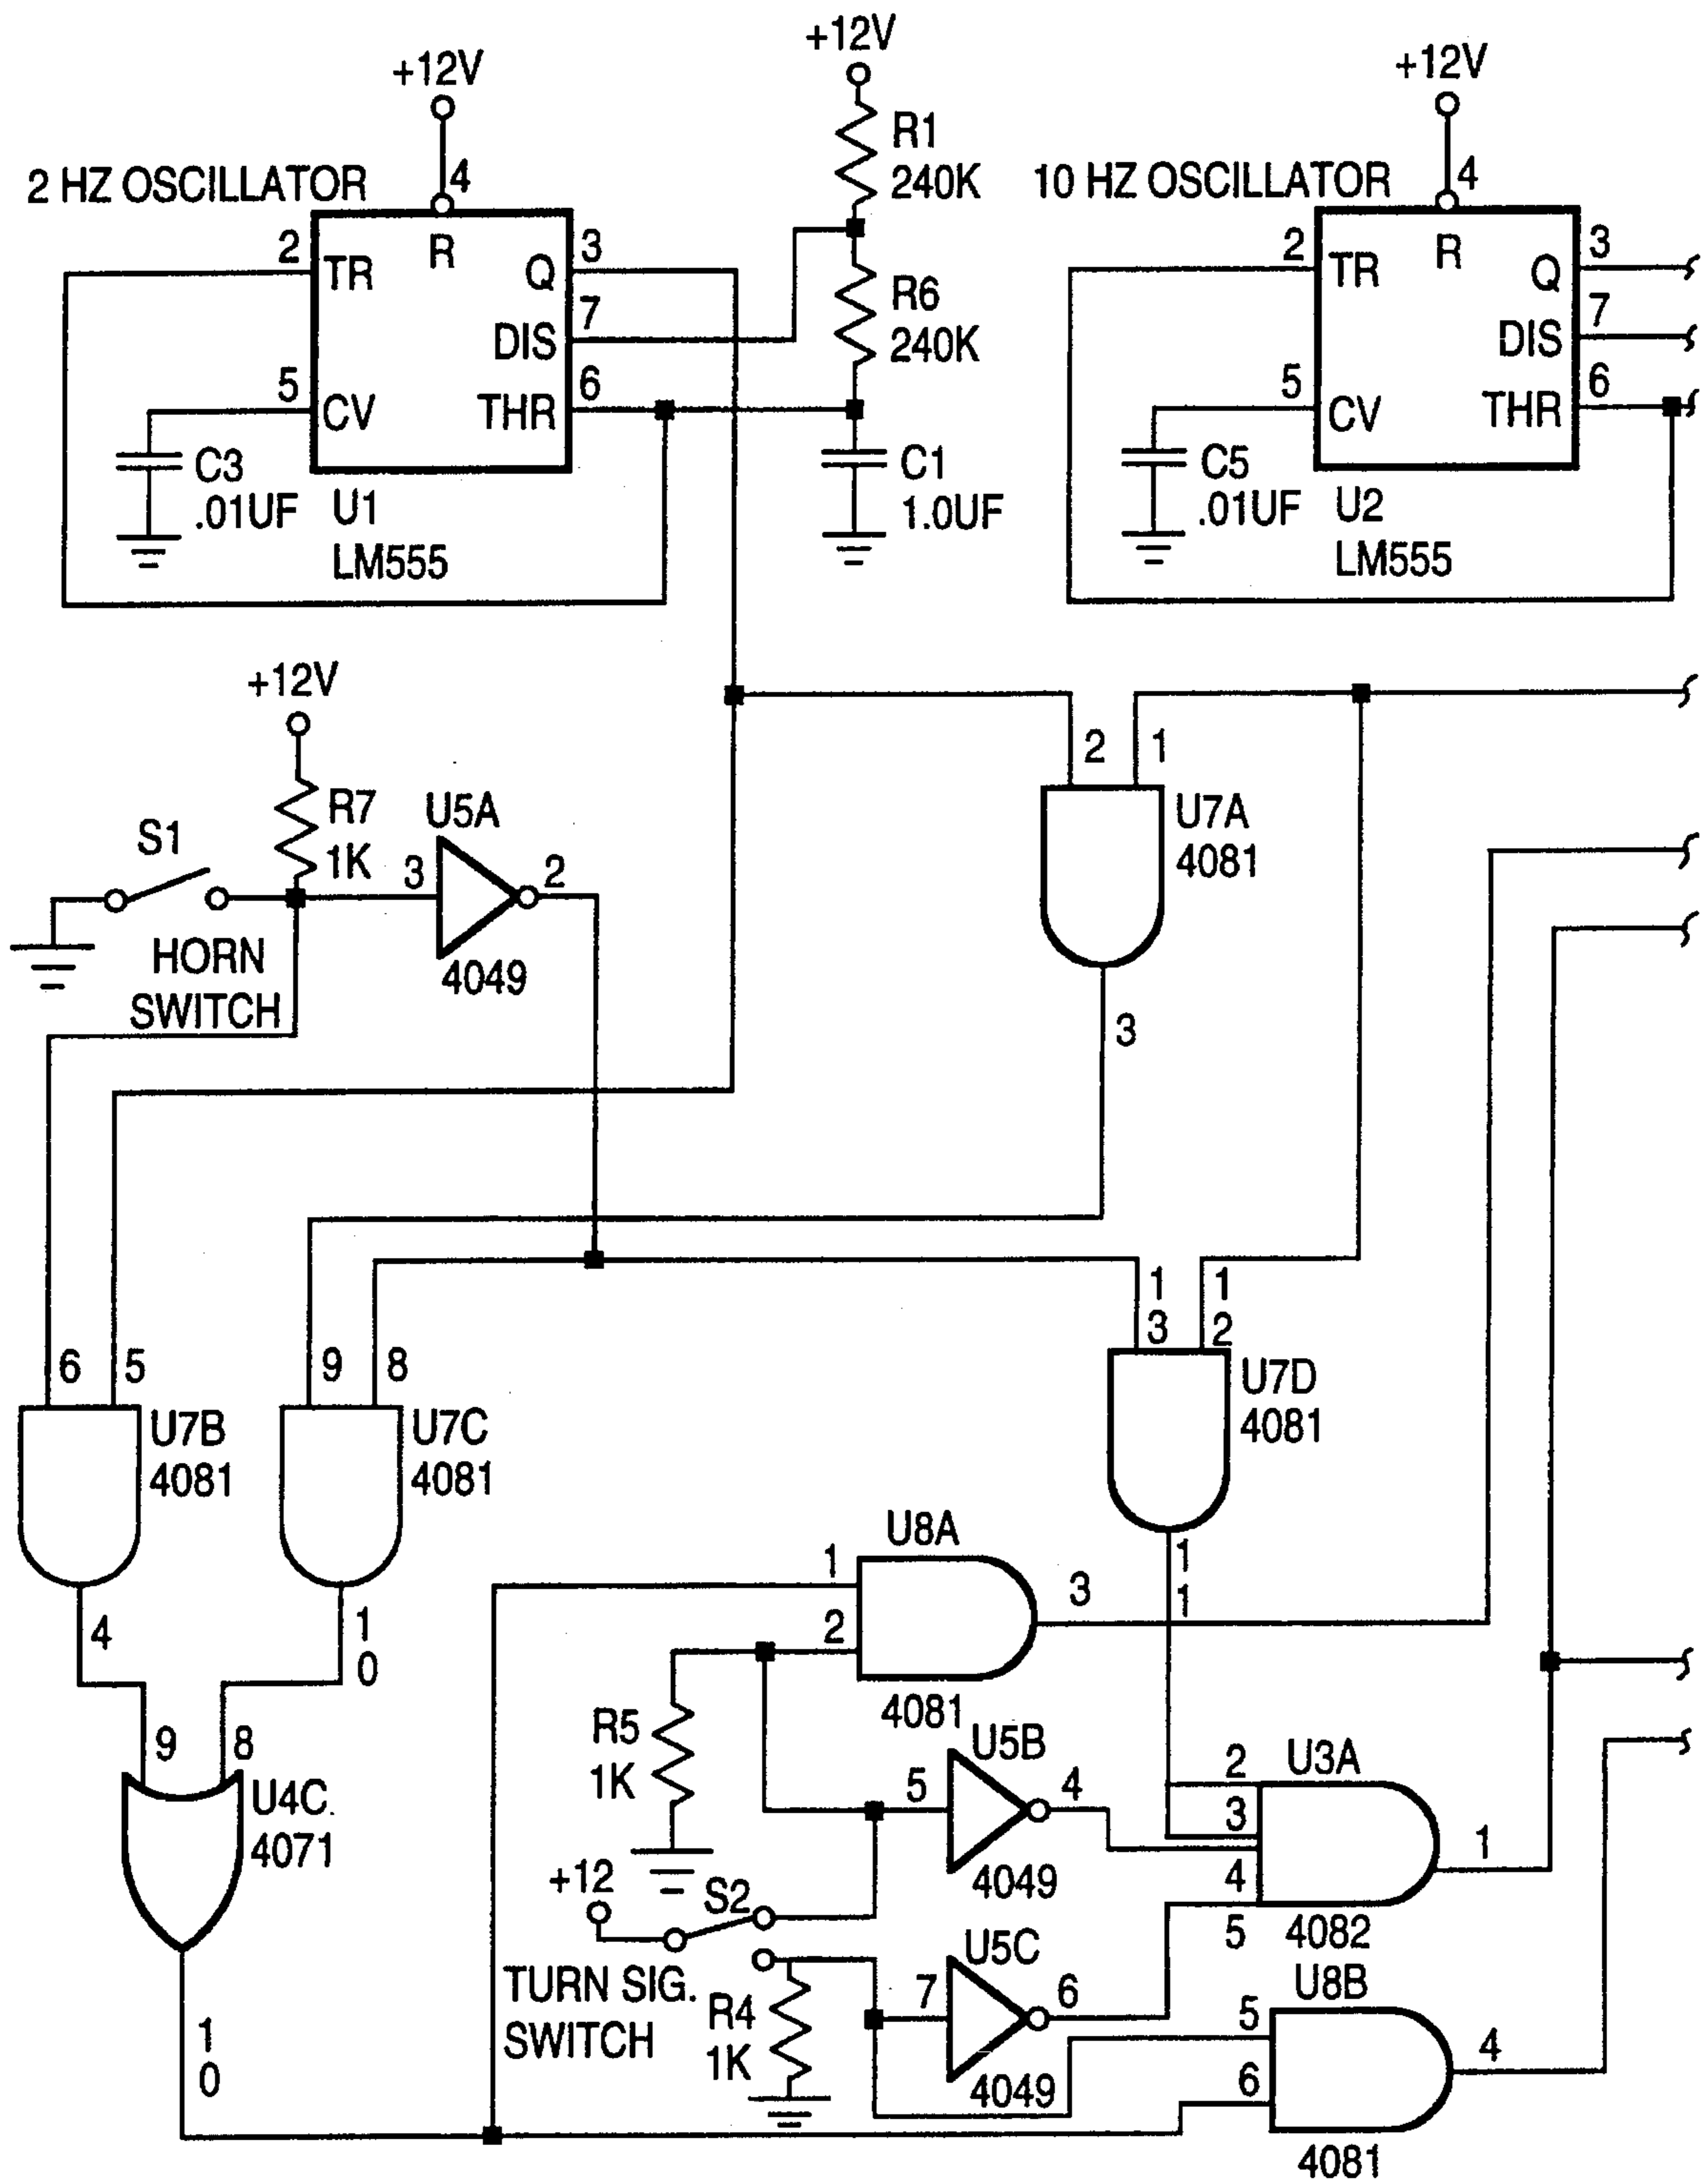 +12V
+12V
+12V
2 HZ OSCILLATOR
4
R1
240K
10 HZ OSCILLATOR
4
2
TR
R
Q
3
7
DIS
5
CV
THR
6
R6
240K
2
TR
R
Q
3
7
DIS
5
CV
THR
6
C3
.01UF
U1
LM555
C1
1.0UF
C5
.01UF
U2
LM555
+12V
2
1
R7
1K
U5A
S1
3
2
U7A
4081
HORN
SWITCH
4049
3
1
3
1
2
6
5
9
8
U7D
4081
U7B
4081
U7C
4081
U8A
1
1
1
3
4
1
0
2
4081
R5
1K
U5B
U3A
9
8
5
4
2
3
U4C
4071
4049
4
1
+12
S2
5
4082
U5C
U8B
TURN SIG.
SWITCH
R4
1K
7
6
5
4
1
0
4049
6
4081